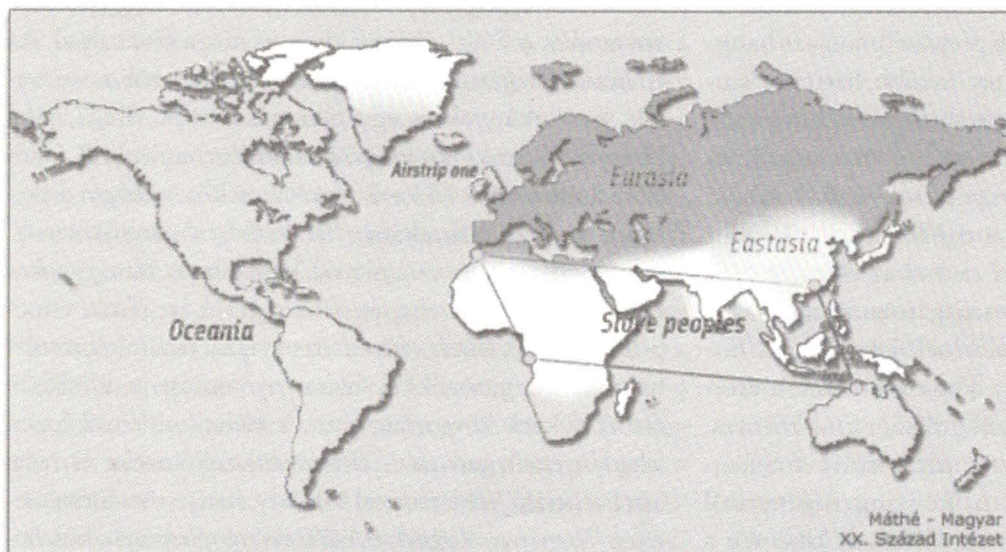 Airstrip one
Eurasia
Eastasia
Oceania
Slave peoples
Máthé - Magyar
XX. Század Intézet